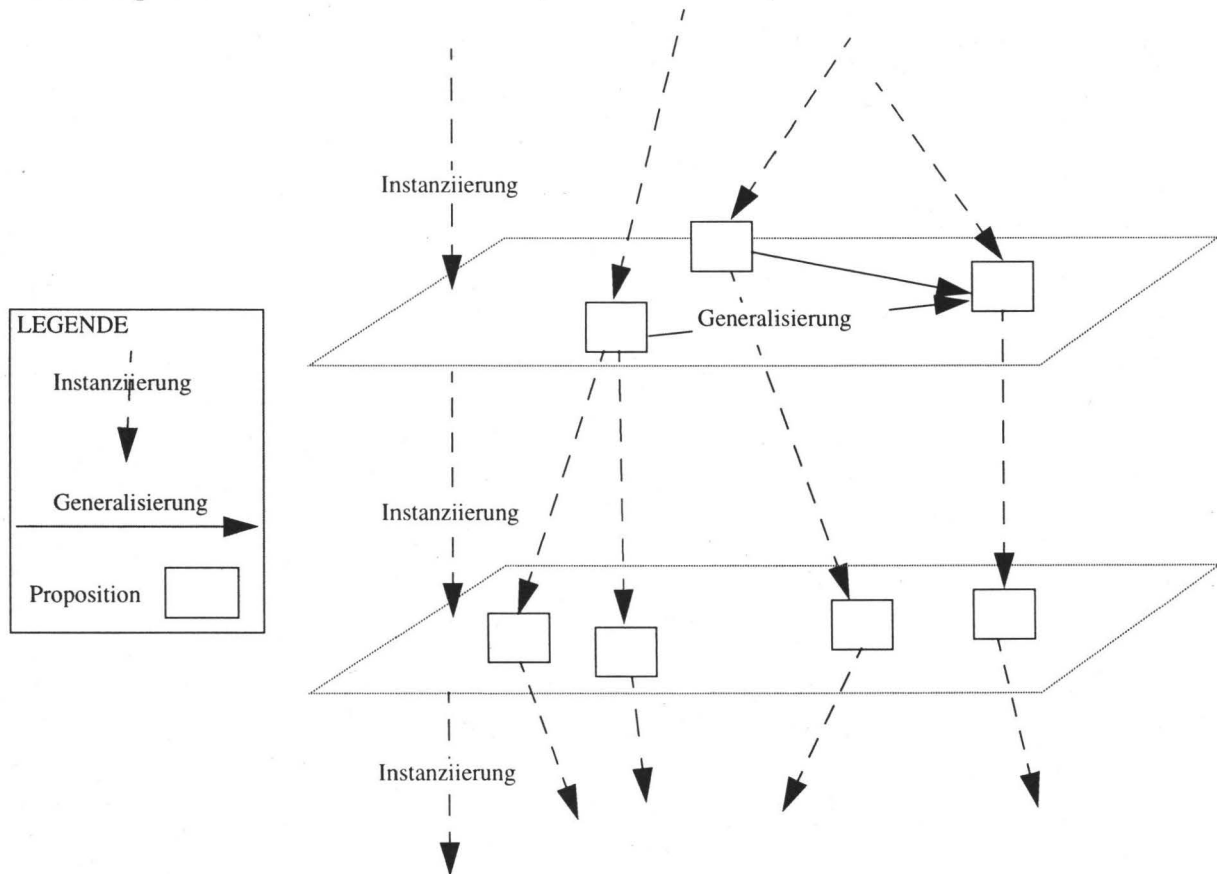 Instanziierung
Generalisierung
LEGENDE
Instanziierung
Generalisierung
Proposition
Instanziierung
Instanziierung